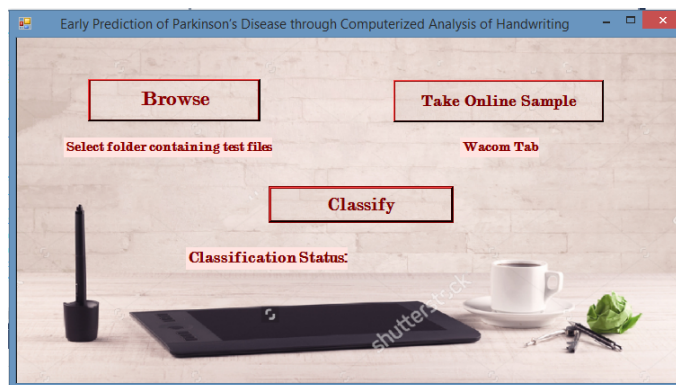 Early Prediction of Parkinson's Disease through Computerized Analysis of Handwriting
Browse
Take Online Sample
Select folder containing test files
Wacom Tab
Classify
Classification Status:
shutterstock